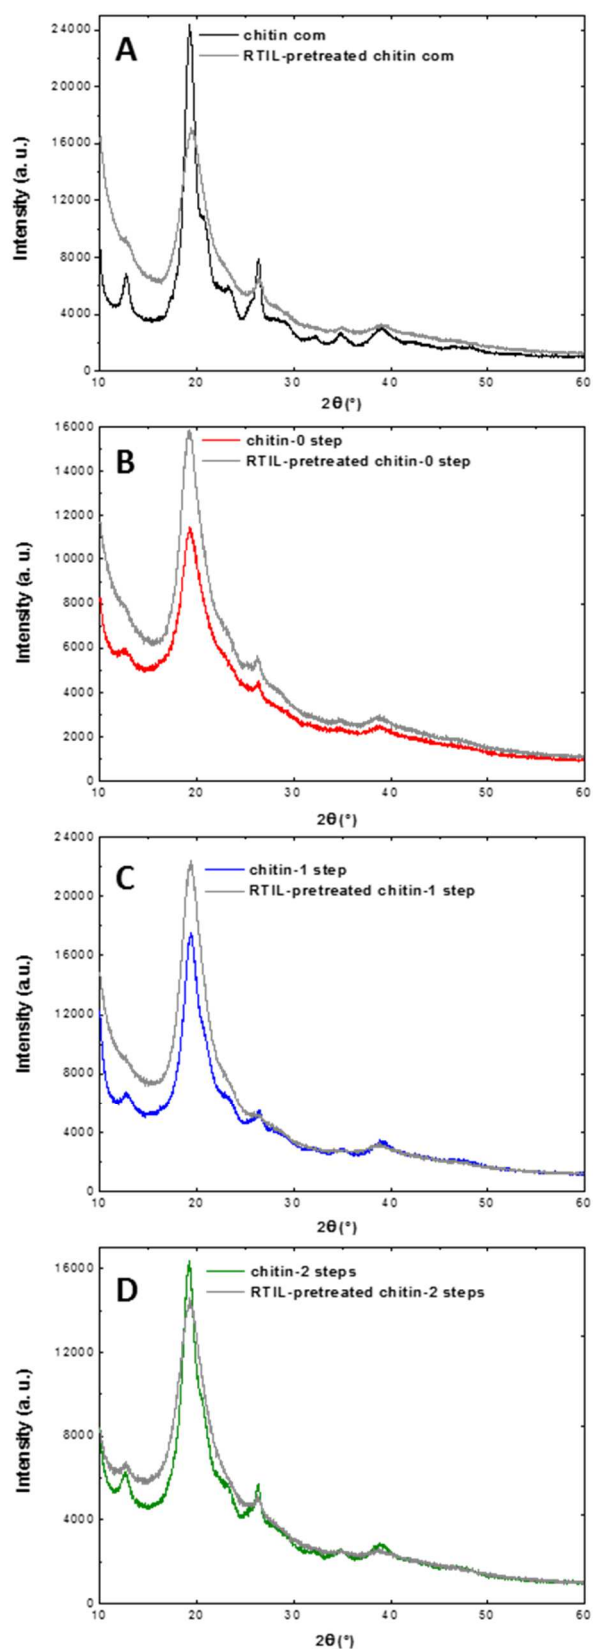 A
chitin com
RTIL-pretreated chitin com
24000
20000
16000
12000
8000
4000
0
Intensity (a. u.)
10 20 30 40 50 60
2θ(°)
B
chitin-0 step
RTIL-pretreated chitin-0 step
16000
14000
12000
10000
8000
6000
4000
2000
0
Intensity (a. u.)
10 20 30 40 50 60
2θ(°)
C
chitin-1 step
RTIL-pretreated chitin-1 step
24000
20000
16000
12000
8000
4000
0
Intensity (a. u.)
10 20 30 40 50 60
2θ(°)
D
chitin-2 steps
RTIL-pretreated chitin-2 steps
16000
12000
8000
4000
0
Intensity (a. u.)
10 20 30 40 50 60
2θ(°)